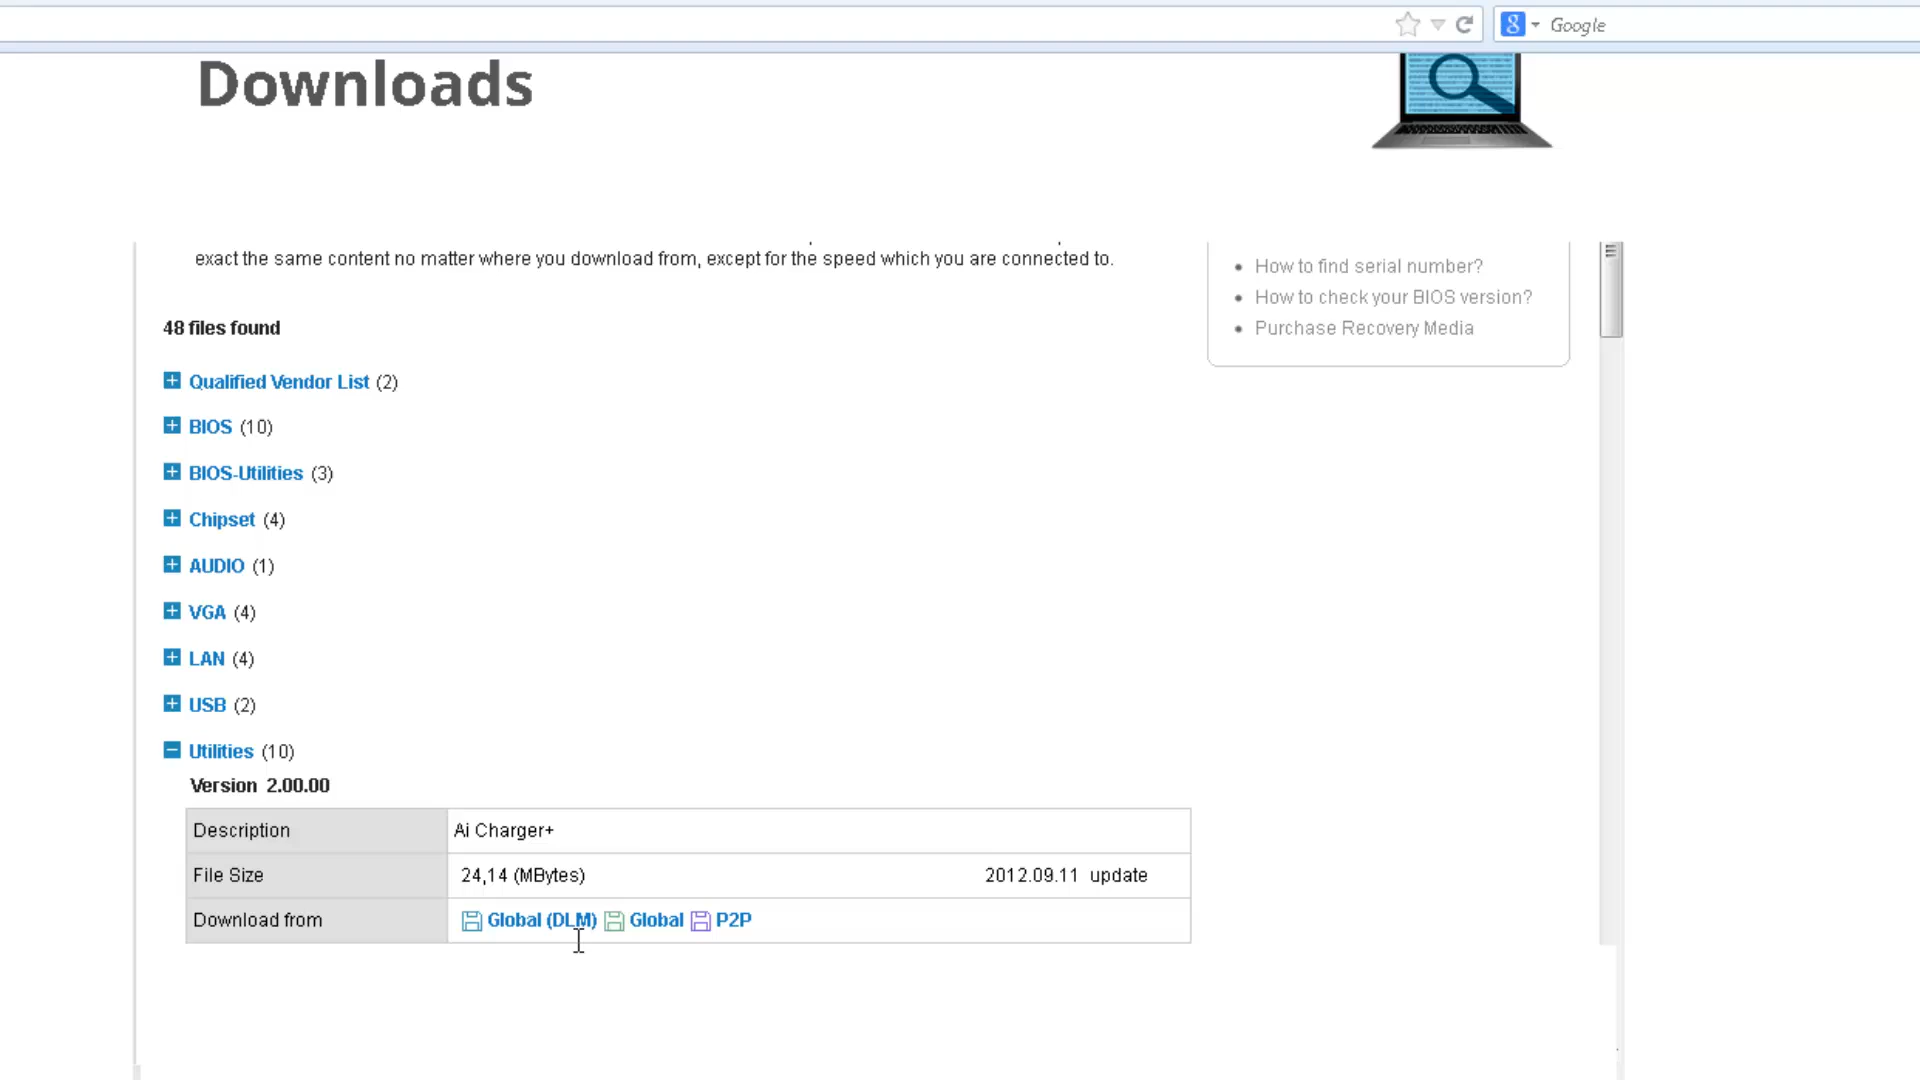 Google
Downloads
exact the same content no matter where you download from, except for the speed which you are connected to.
How to find serial number?
How to check your BIOS version?
Purchase Recovery Media
48 files found
Qualified Vendor List (2)
BIOS (10)
BIOS-Utilities (3)
Chipset (4)
AUDIO (1)
VGA (4)
LAN (4)
USB (2)
Utilities (10)
Version 2.00.00
Description Ai Charger+
File Size 24,14 (MBytes) 2012.09.11 update
Download from Global (DLM) Global P2P